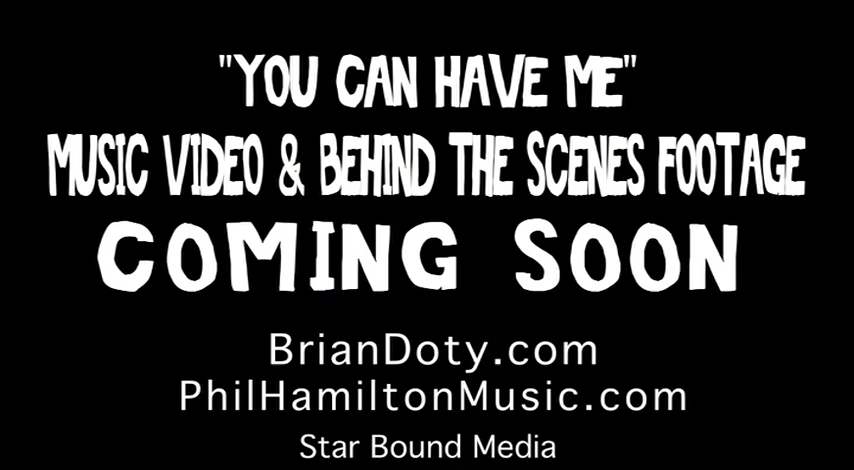 "YOU CAN HAVE ME"
MUSIC VIDEO & BEHIND THE SCENES FOOTAGE
COMING SOON
BrianDoty.com
PhilHamiltonMusic.com
Star Bound Media